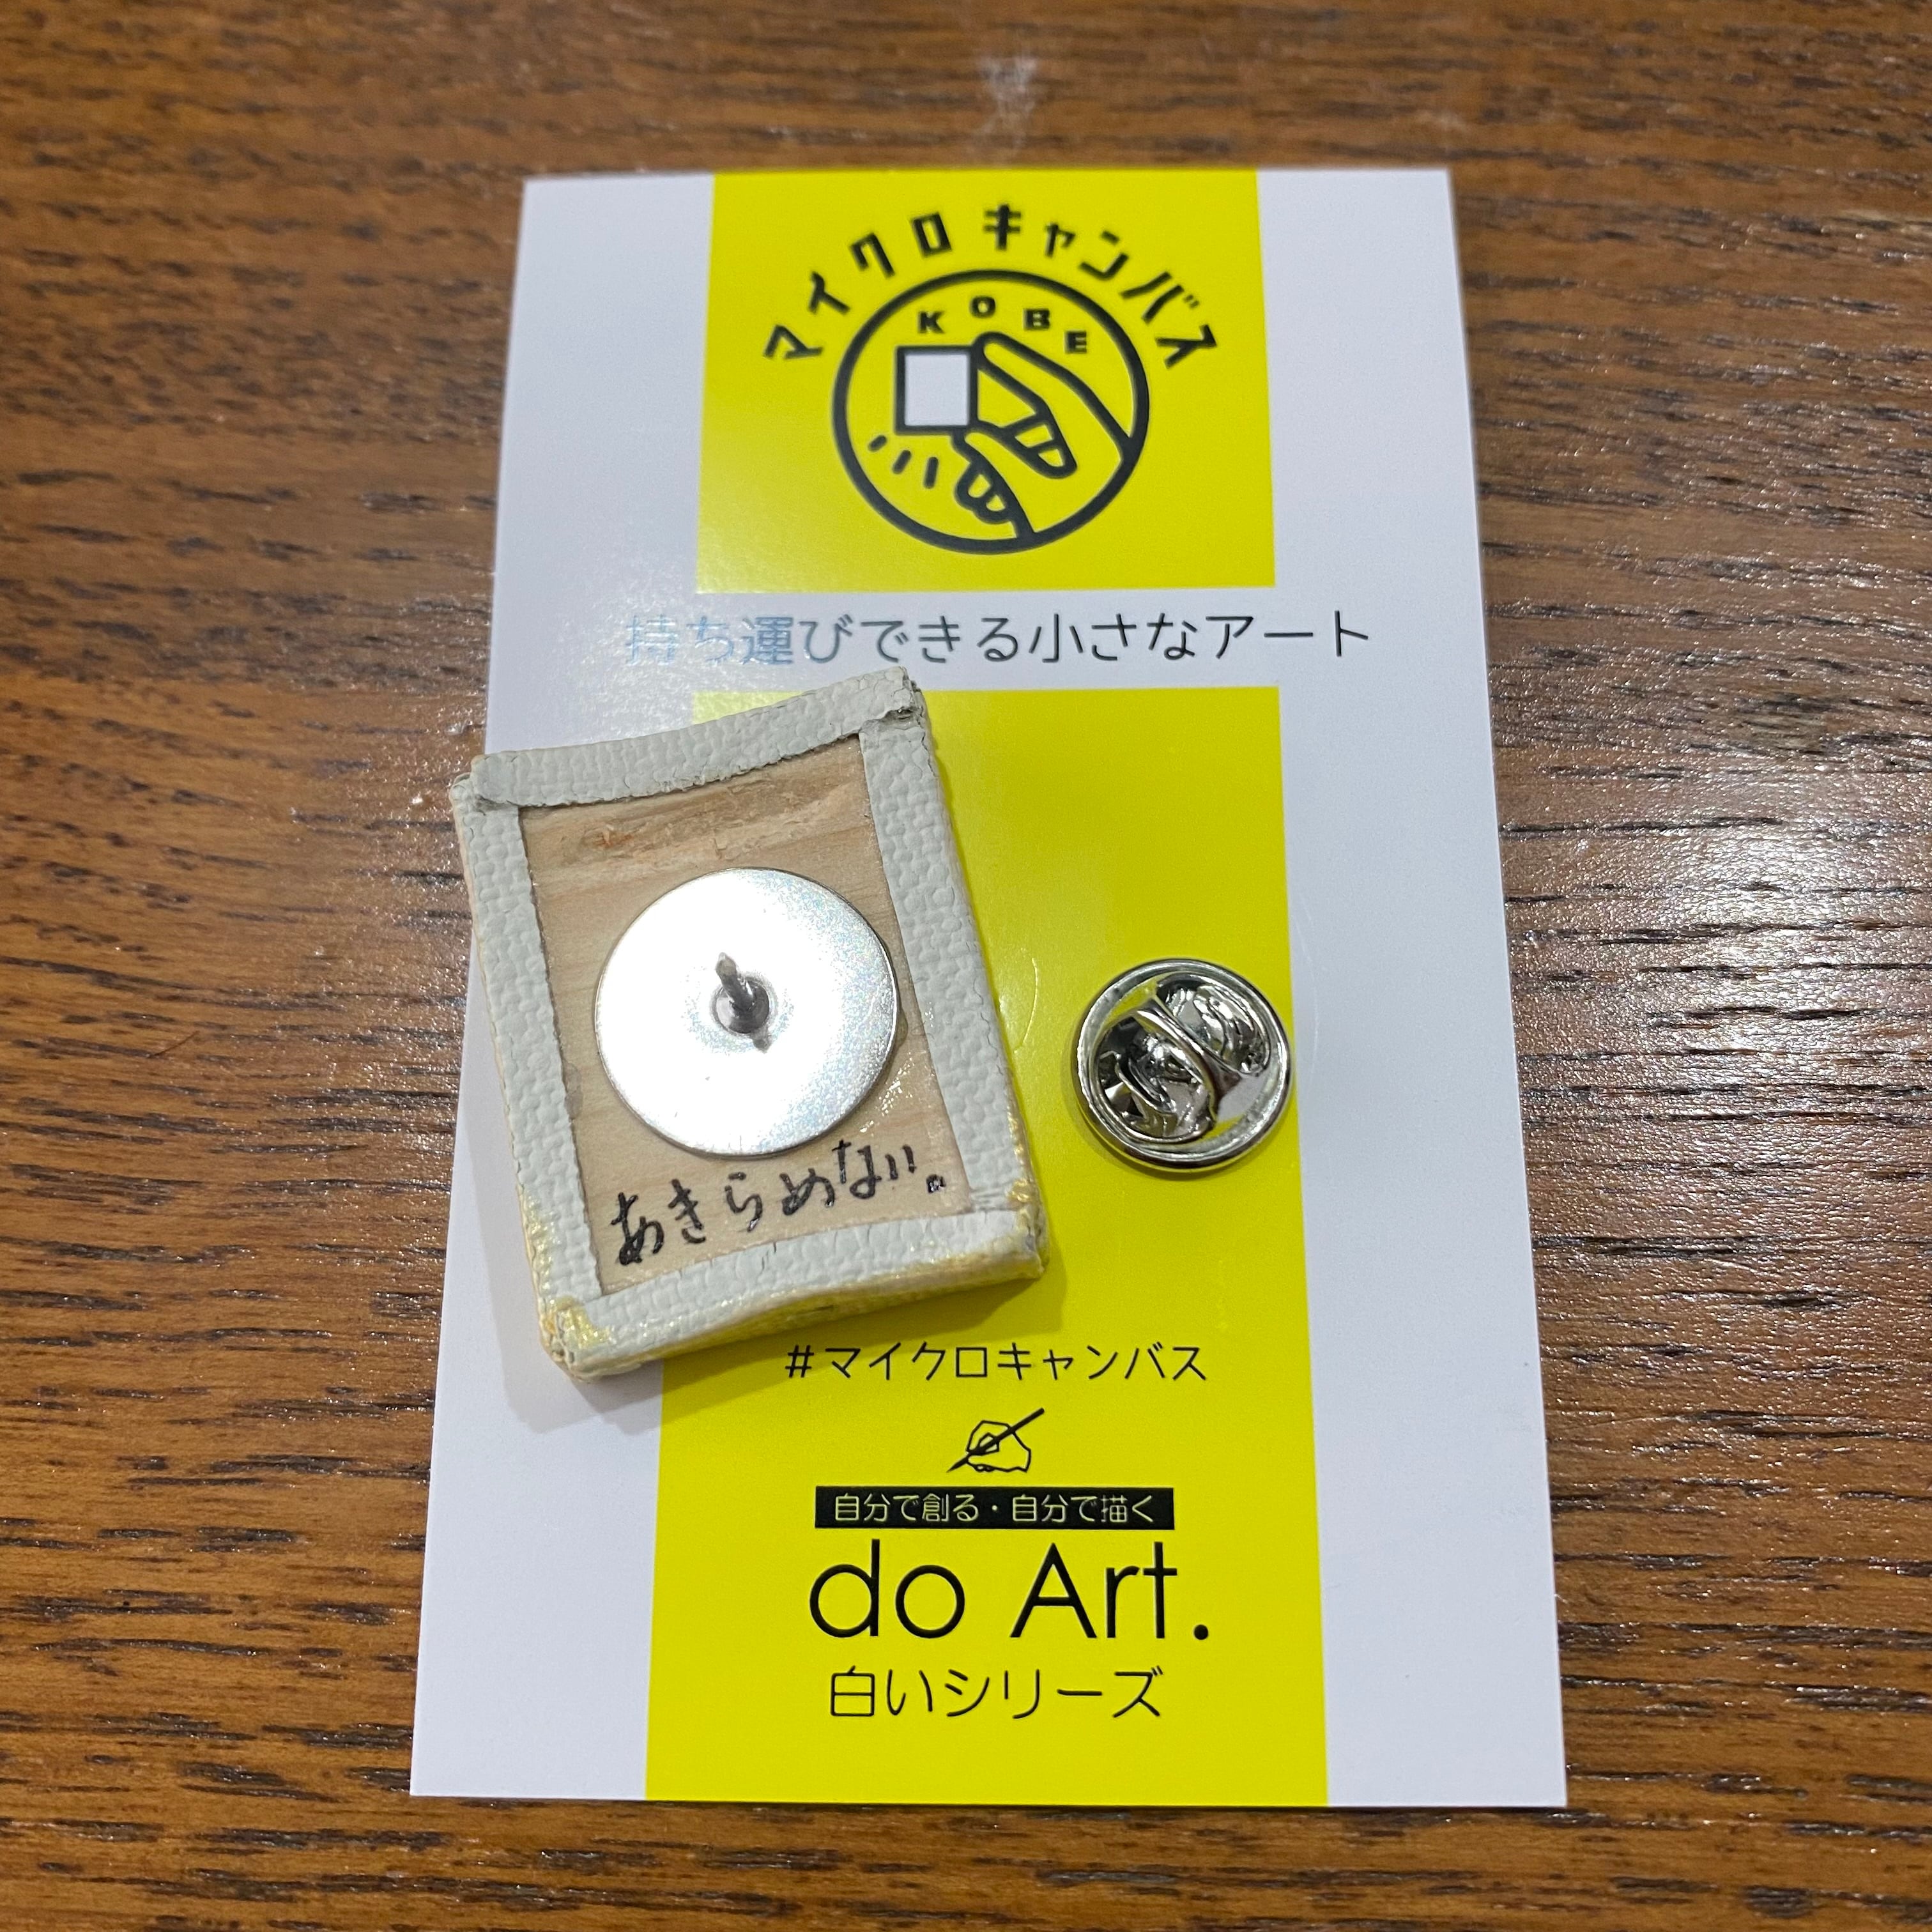 マイクロキャンバス
KOBE
持ち運びできる小さなアート
あきらめない。
#マイクロキャンバス
自分で創る・自分で描く
do Art.
白いシリーズ